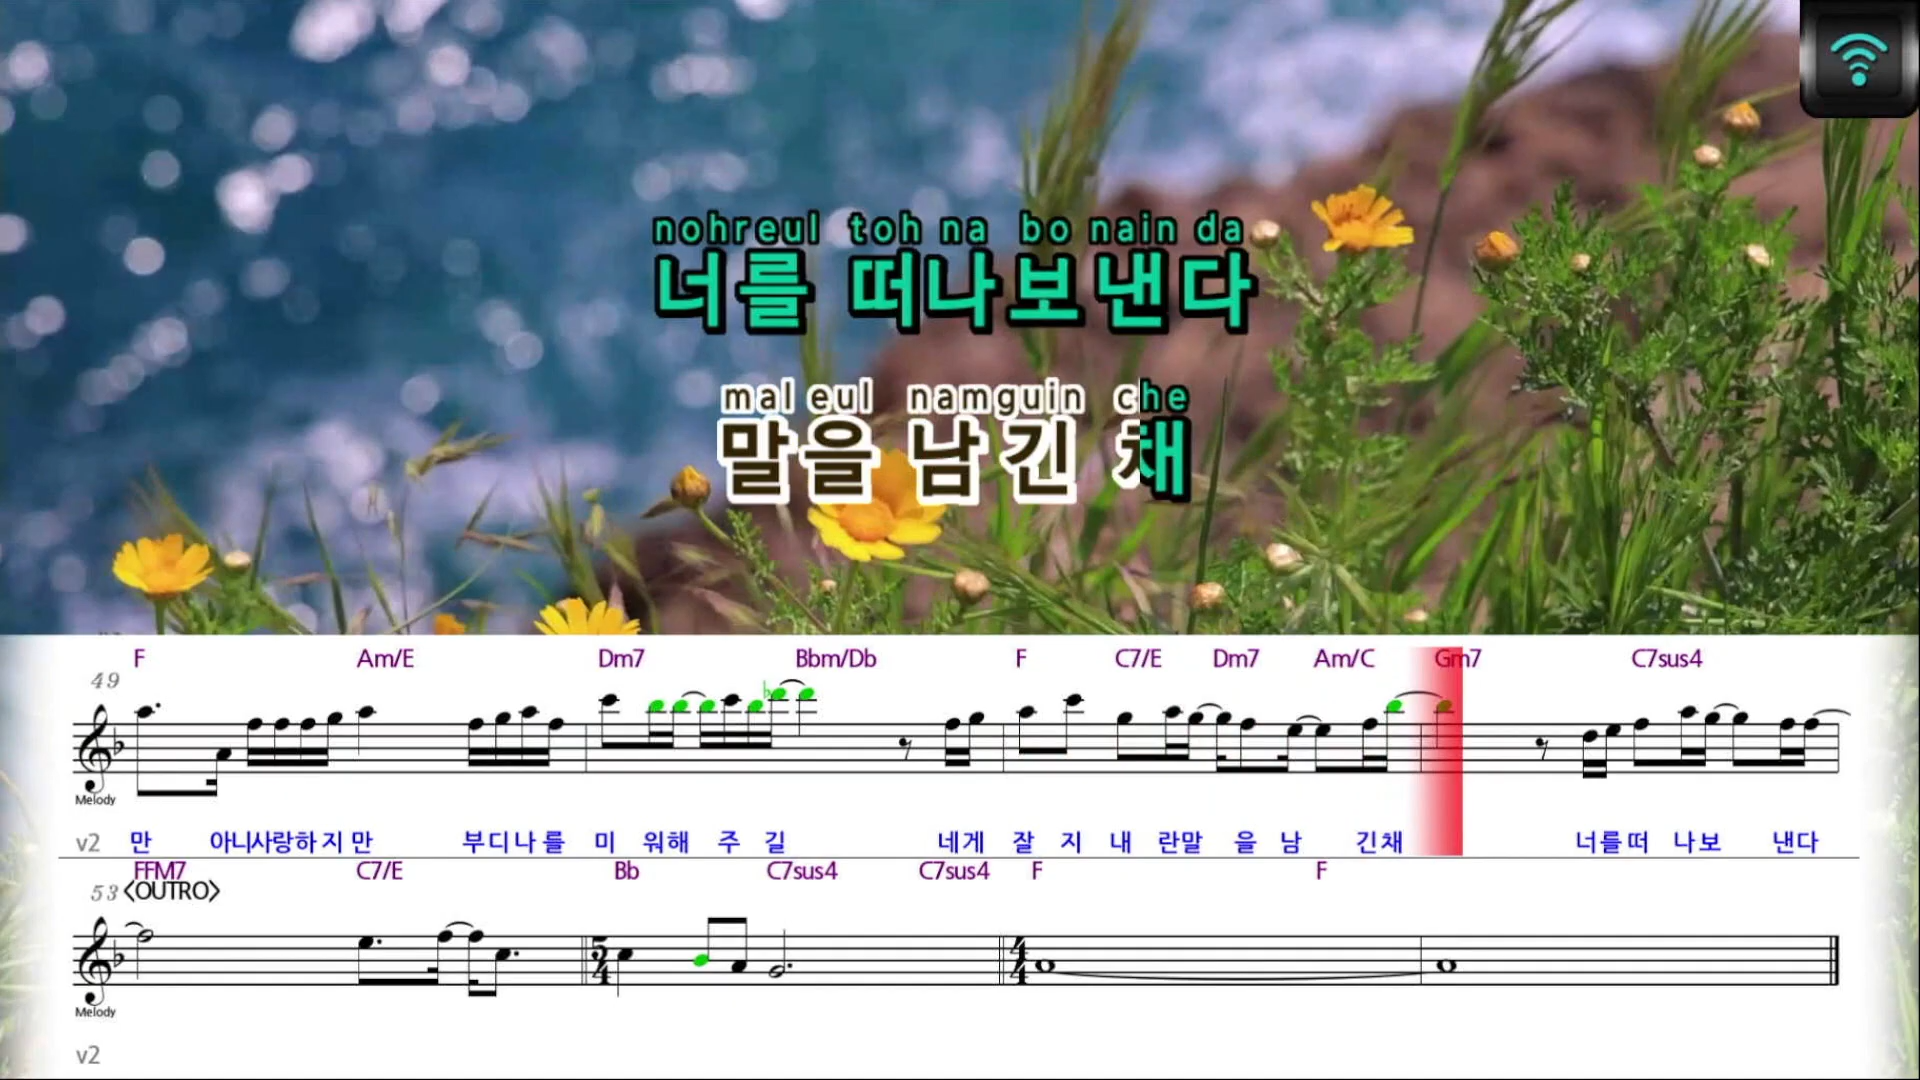 nohreul toh na bo nain da
너를 떠나보낸다
mal eul namguin che
말을 남긴 채
F Am/E Dm7 Bbm/Db F C7/E Dm7 Am/C Gm7 C7sus4
49
Melody
v2 만 아니사랑하지만 부디나를 미 워해 주 길 네게 잘 지 내 란말 을 남 긴채 너를떠 나보 낸다
FFM7 C7/E Bb C7sus4 C7sus4 F F
53 <OUTRO>
5 4 4 4
Melody
v2